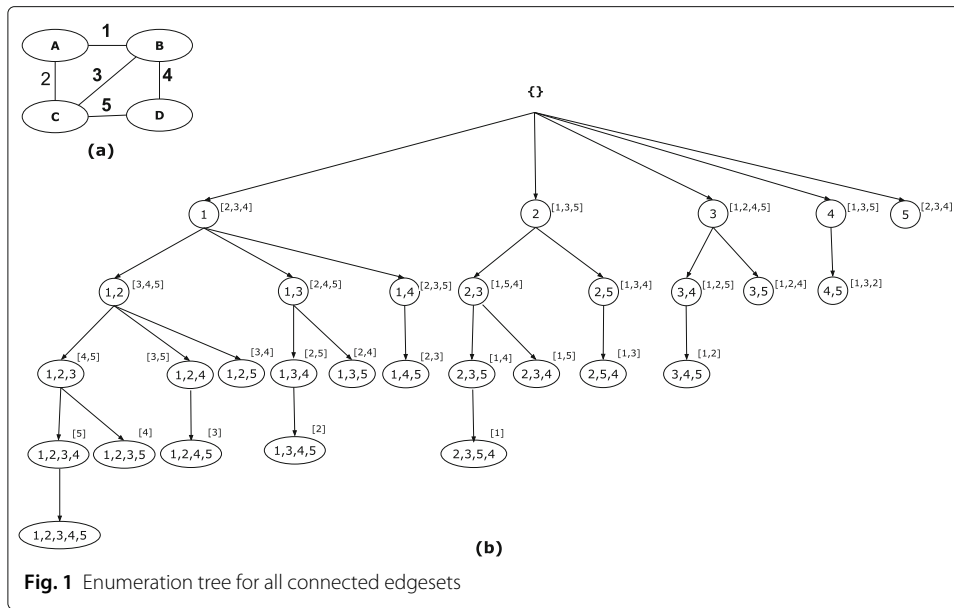 1
A B
2 3 4
5
C D
(a)
{}
1 [2,3,4] 2 [1,3,5] 3 [1,2,4,5] 4 [1,3,5] 5 [2,3,4]
1,2 [3,4,5] 1,3 [2,4,5] 1,4 [2,3,5] 2,3 [1,5,4] 2,5 [1,3,4] 3,4 [1,2,5] 3,5 [1,2,4] 4,5 [1,3,2]
1,2,3 [4,5] 1,2,4 [3,5] 1,2,5 [3,4] 1,3,4 [2,5] 1,3,5 [2,4] 1,4,5 [2,3] 2,3,5 [1,4] 2,3,4 [1,5] 2,5,4 [1,3] 3,4,5 [1,2]
1,2,3,4 [5] 1,2,3,5 [4] 1,2,4,5 [3] 1,3,4,5 [2] 2,3,5,4 [1]
1,2,3,4,5
(b)
Fig. 1 Enumeration tree for all connected edgesets